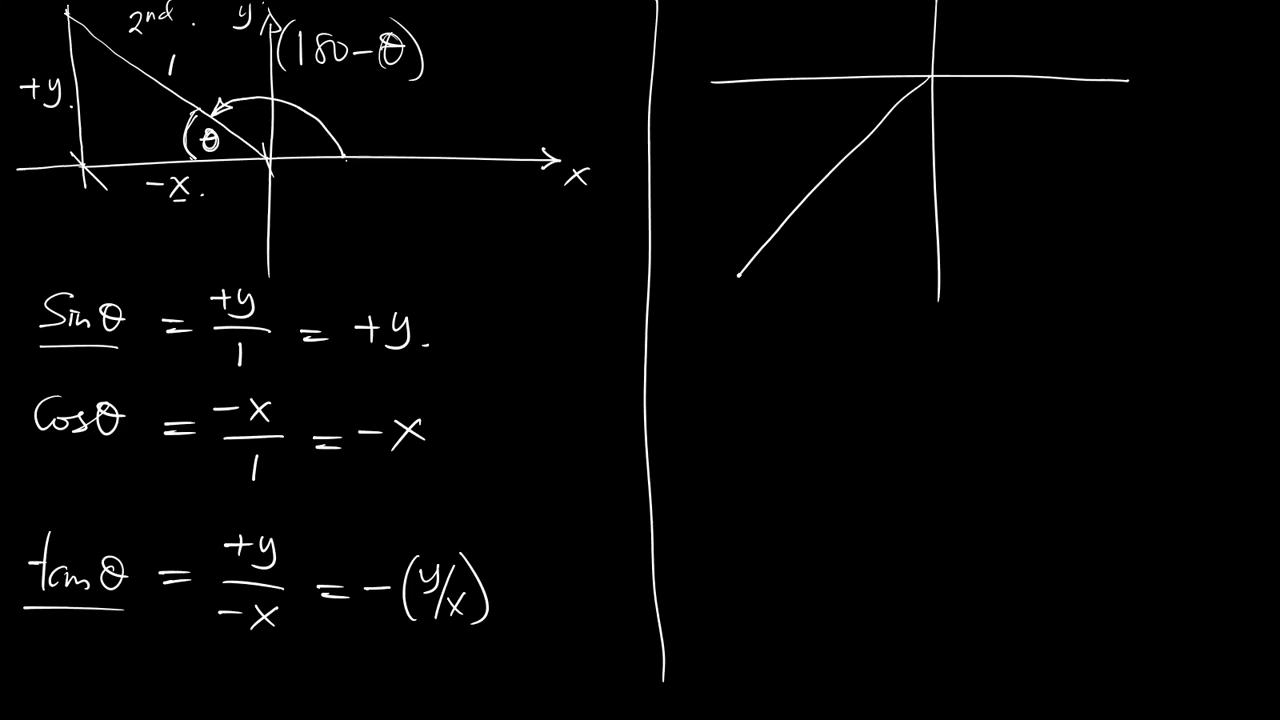 2nd. y
1 (180-θ)
+y.
θ
-x. x
Sinθ = +y/1 = +y.
Cosθ = -x/1 = -x
tanθ = +y/-x = -(y/x)